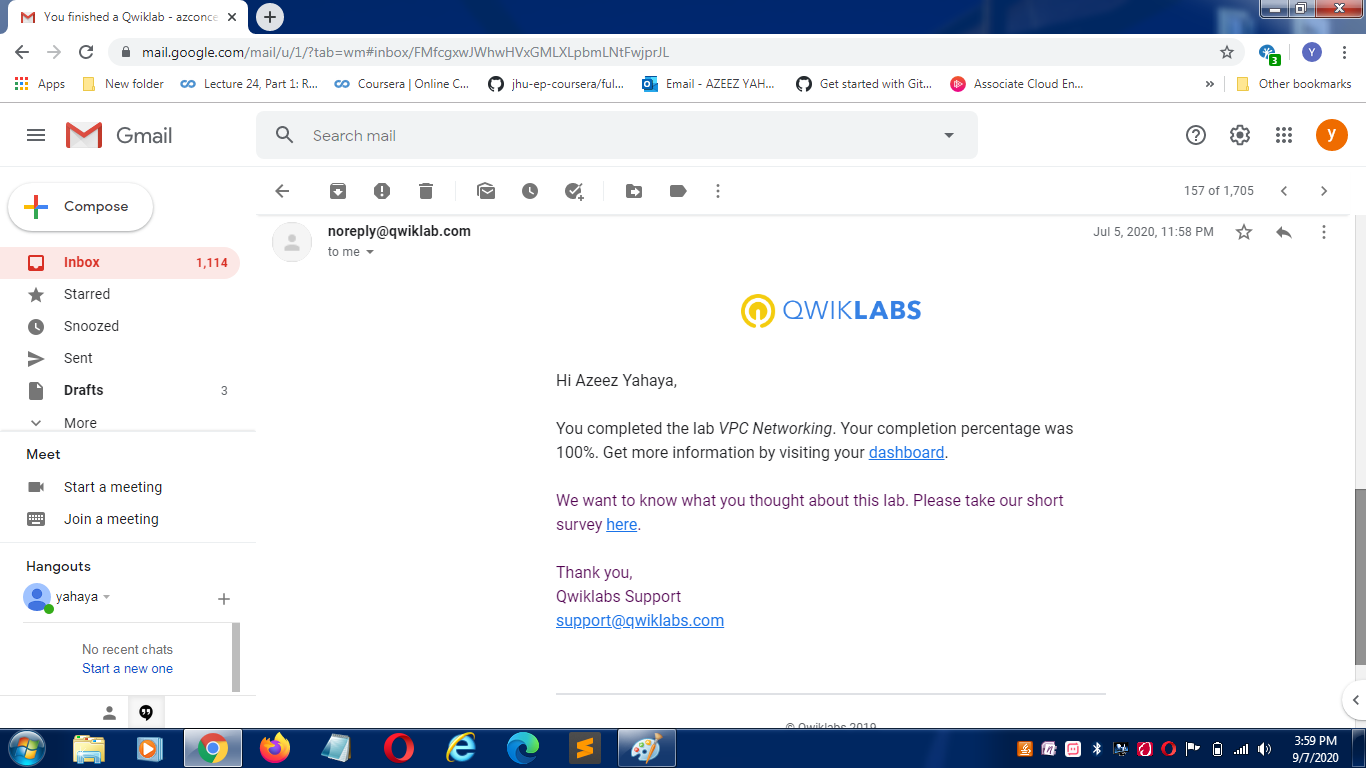 You finished a Qwiklab - azconce
mail.google.com/mail/u/1/?tab=wm#inbox/FMfcgxwJWhwHVxGMLXLpbmLNtFwjprJL
Y
3
Apps
New folder
Lecture 24, Part 1: R...
Coursera | Online C...
jhu-ep-coursera/ful...
Email - AZEEZ YAH...
Get started with Git...
Associate Cloud En...
»
Other bookmarks
Gmail
Search mail
y
Compose
157 of 1,705
Inbox 1,114
Starred
Snoozed
Sent
Drafts 3
More
Meet
Start a meeting
Join a meeting
Hangouts
yahaya
No recent chats
Start a new one
noreply@qwiklab.com
to me
Jul 5, 2020, 11:58 PM
QWIKLABS
Hi Azeez Yahaya,
You completed the lab VPC Networking. Your completion percentage was
100%. Get more information by visiting your dashboard.
We want to know what you thought about this lab. Please take our short
survey here.
Thank you,
Qwiklabs Support
support@qwiklabs.com
© Qwiklabs 2019
3:59 PM
9/7/2020